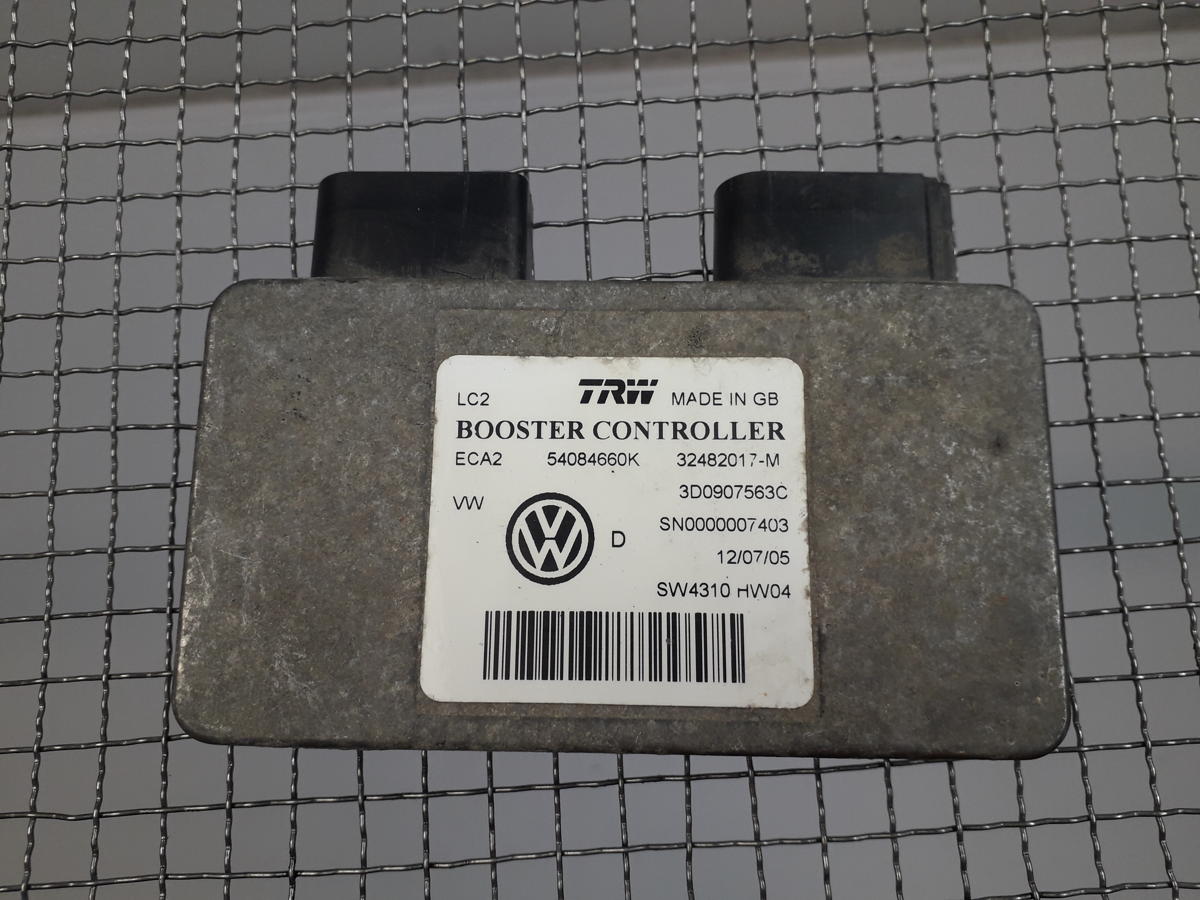 LC2 TRW MADE IN GB
BOOSTER CONTROLLER
ECA2 54084660K 32482017-M
3D0907563C
VW
SN0000007403
D
12/07/05
SW4310 HW04